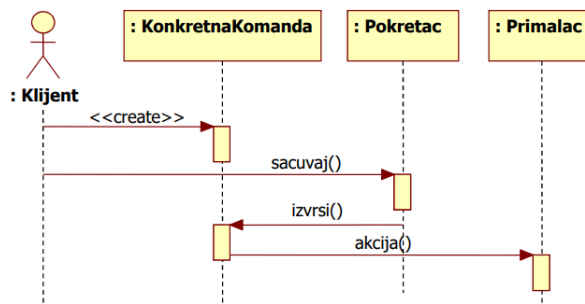 : KonkretnaKomanda
: Pokretac
: Primalac
: Klijent
<<create>>
sacuvaj()
izvrsi()
akcija()